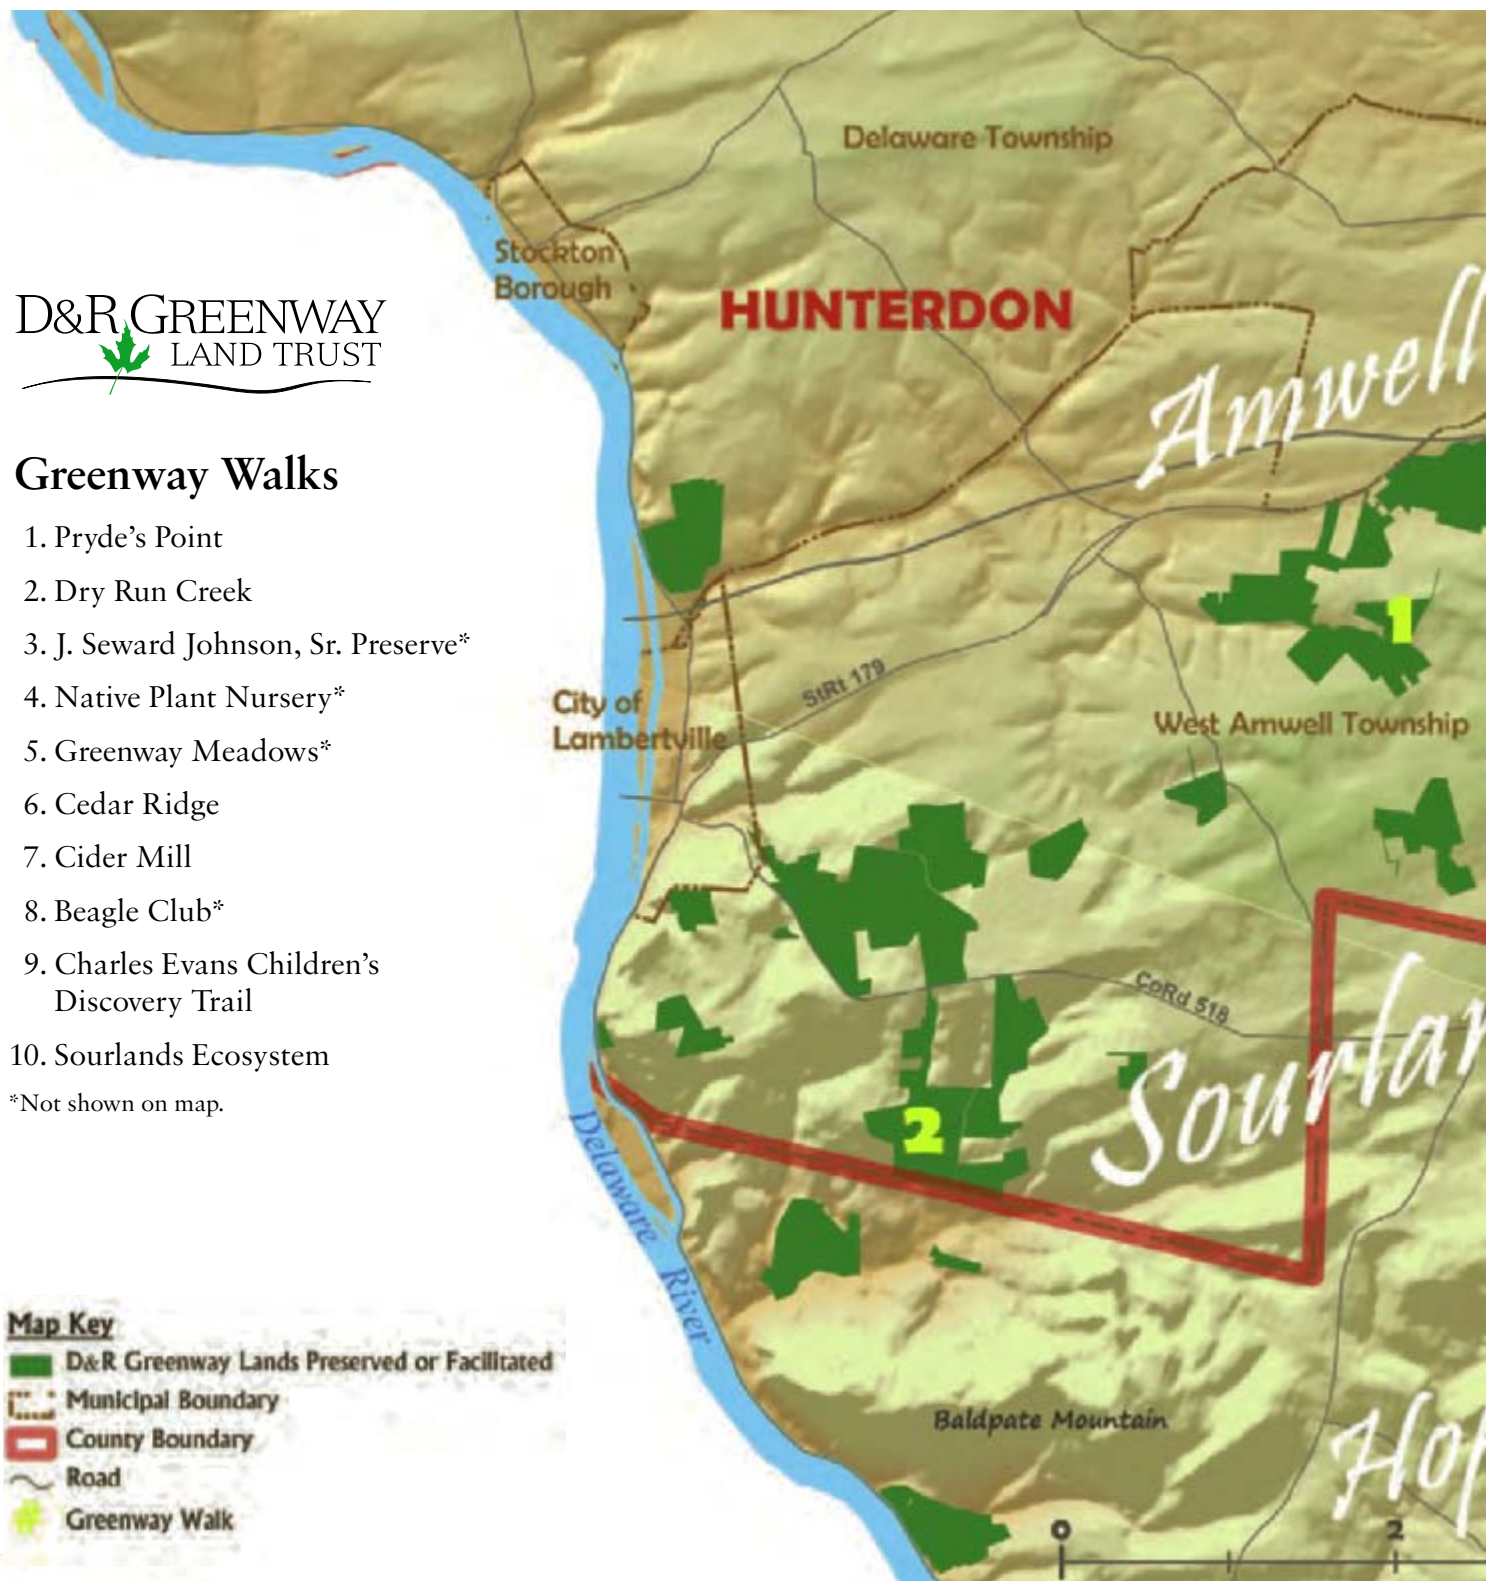 D&R GREENWAY
LAND TRUST
Greenway Walks
1. Pryde’s Point
2. Dry Run Creek
3. J. Seward Johnson, Sr. Preserve*
4. Native Plant Nursery*
5. Greenway Meadows*
6. Cedar Ridge
7. Cider Mill
8. Beagle Club*
9. Charles Evans Children’s
Discovery Trail
10. Sourlands Ecosystem
*Not shown on map.
Map Key
D&R Greenway Lands Preserved or Facilitated
Municipal Boundary
County Boundary
Road
# Greenway Walk
Delaware Township
Stockton
Borough
HUNTERDON
Amwell
1
StRt 179
City of
Lambertville
West Amwell Township
CoRd 518
Sourlan
2
Delaware River
Baldpate Mountain
Hop
0 2